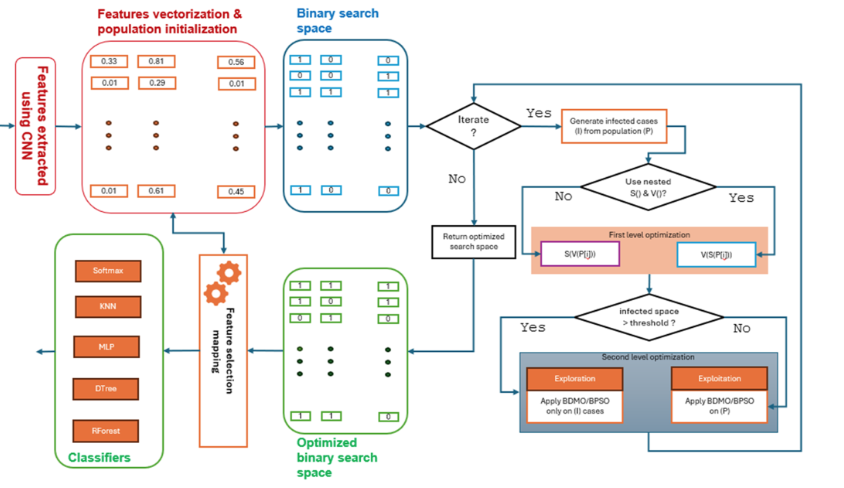 Features vectorization &
population initialization
Binary search
space
Features extracted
using CNN
0.33 0.81 0.56
0.01 0.29 0.01
0.01 0.61 0.45
1 0 0
0 0 1
1 1 1
1 0 0
Iterate
?
Yes
No
Generate infected cases
(I) from population (P)
Use nested
S() & V()?
No
Yes
Return optimized
search space
First level optimization
S(V(P[i]))
V(S(P[i]))
infected space
> threshold ?
Yes
No
Second level optimization
Exploration
Apply BDMO/BPSO
only on (I) cases
Exploitation
Apply BDMO/BPSO
on (P)
Softmax
KNN
MLP
DTree
RForest
Classifiers
Feature selection
mapping
1 1 1
1 0 1
0 1 0
1 1 0
Optimized
binary search
space